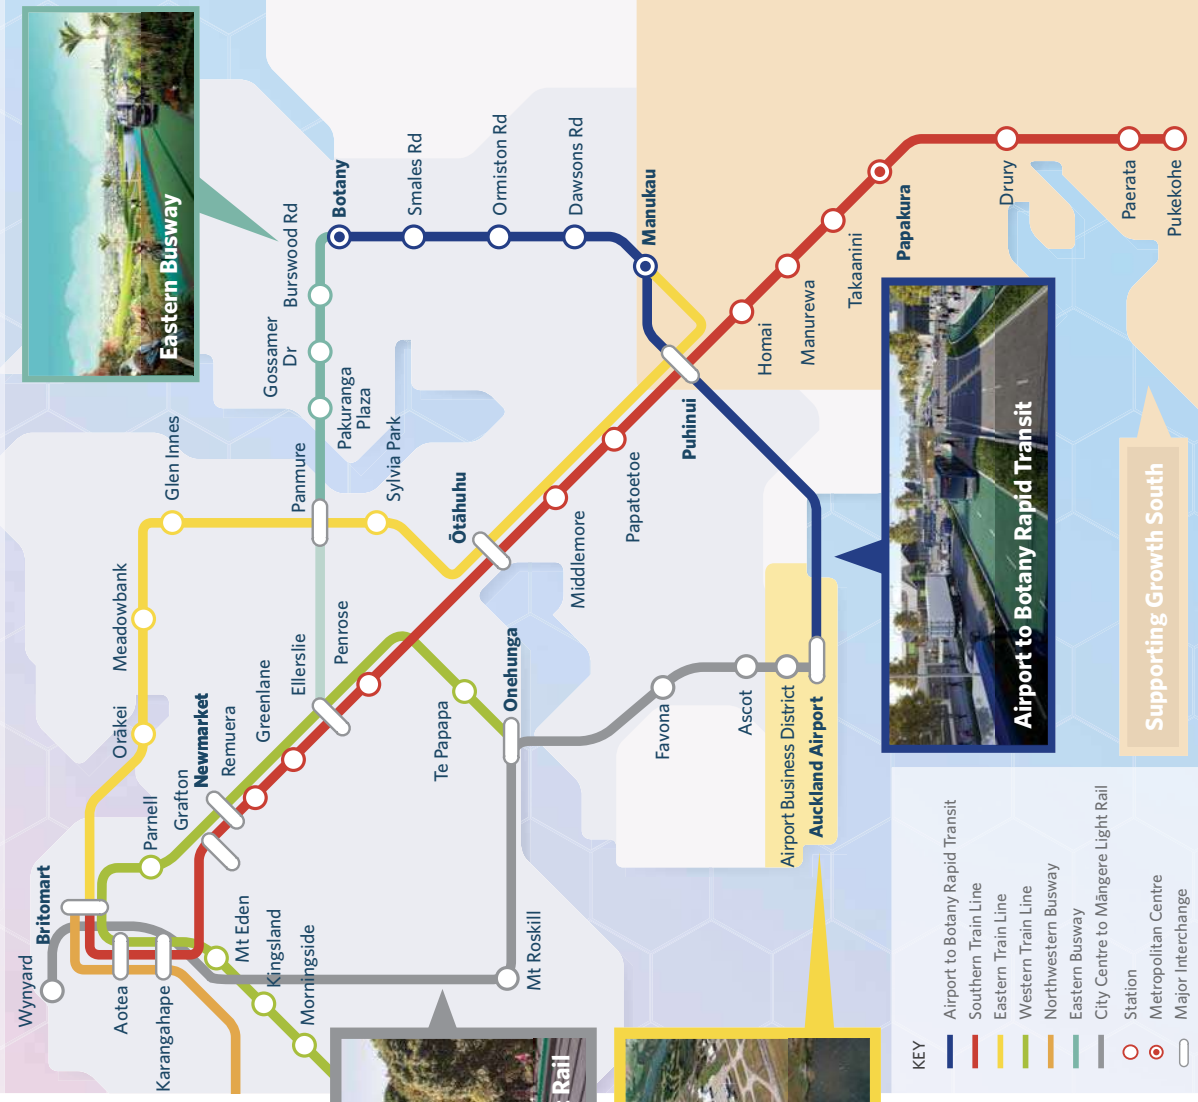 Eastern Busway
Wynyard
Britomart
Aotea
Karangahape
Parnell
Grafton
Newmarket
Remuera
Greenlane
Ellerslie
Penrose
Mt Eden
Kingsland
Morningside
Orākei
Meadowbank
Glen Innes
Panmure
Sylvia Park
Pakuranga
Plaza
Gossamer
Dr
Burswood Rd
Botany
Smales Rd
Ormiston Rd
Dawsons Rd
Manukau
Ōtāhuhu
Middlemore
Papatoetoe
Puhinui
Homai
Manurewa
Takaanini
Papakura
Drury
Paerata
Pukekohe
Te Papapa
Onehunga
Mt Roskill
Favona
Ascot
Airport Business District
Auckland Airport
Airport to Botany Rapid Transit
Supporting Growth South
Rail
KEY
Airport to Botany Rapid Transit
Southern Train Line
Eastern Train Line
Western Train Line
Northwestern Busway
Eastern Busway
City Centre to Māngere Light Rail
Station
Metropolitan Centre
Major Interchange